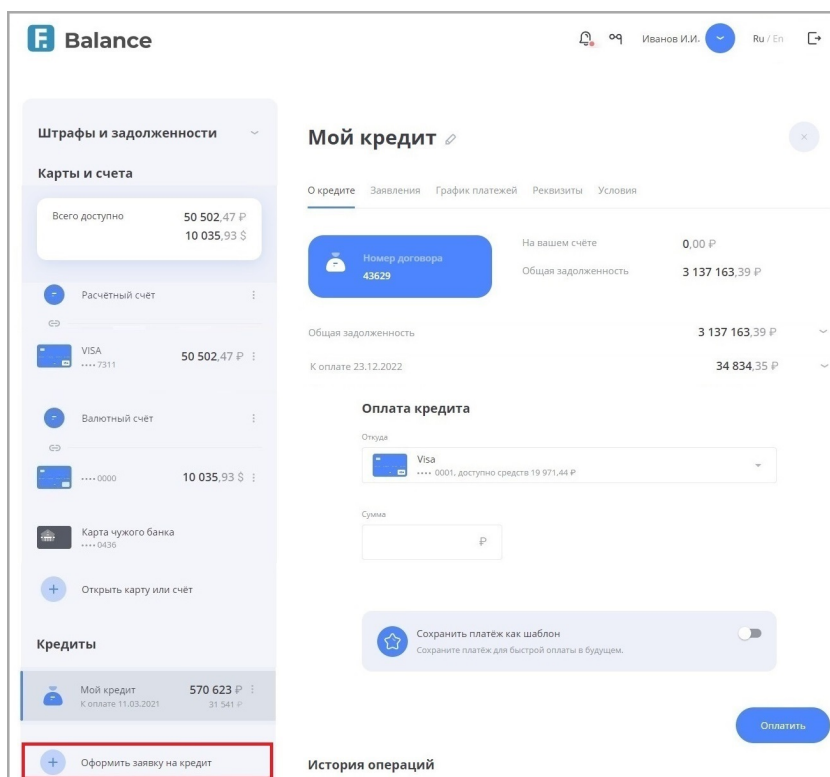 F. Balance
Иванов И.И.
Ru / En
Штрафы и задолженности
Карты и счета
Всего доступно 50 502,47 ₽
10 035,93 $
Расчётный счёт
VISA 50 502,47 ₽
•••• 7311
Валютный счёт
•••• 0000 10 035,93 $
Карта чужого банка
•••• 0436
Открыть карту или счёт
Кредиты
Мой кредит 570 623 ₽
К оплате 11.03.2021 31 541 ₽
Оформить заявку на кредит
Мой кредит
О кредите Заявления График платежей Реквизиты Условия
Номер договора
43629
На вашем счёте 0,00 ₽
Общая задолженность 3 137 163,39 ₽
Общая задолженность 3 137 163,39 ₽
К оплате 23.12.2022 34 834,35 ₽
Оплата кредита
Откуда
Visa
•••• 0001, доступно средств 19 971,44 ₽
Сумма
₽
Сохранить платёж как шаблон
Сохраните платёж для быстрой оплаты в будущем.
Оплатить
История операций